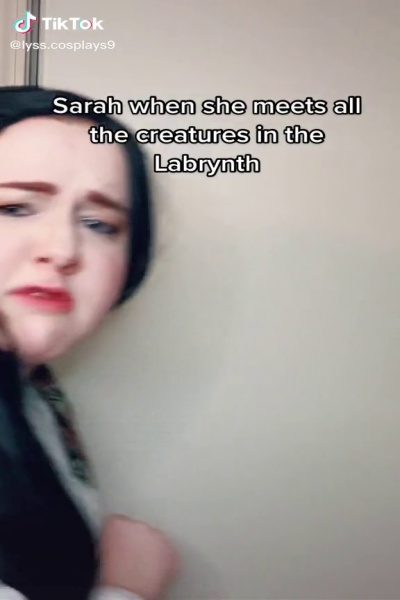 TikTok
@lyss.cosplays9
Sarah when she meets all
the creatures in the
Labrynth